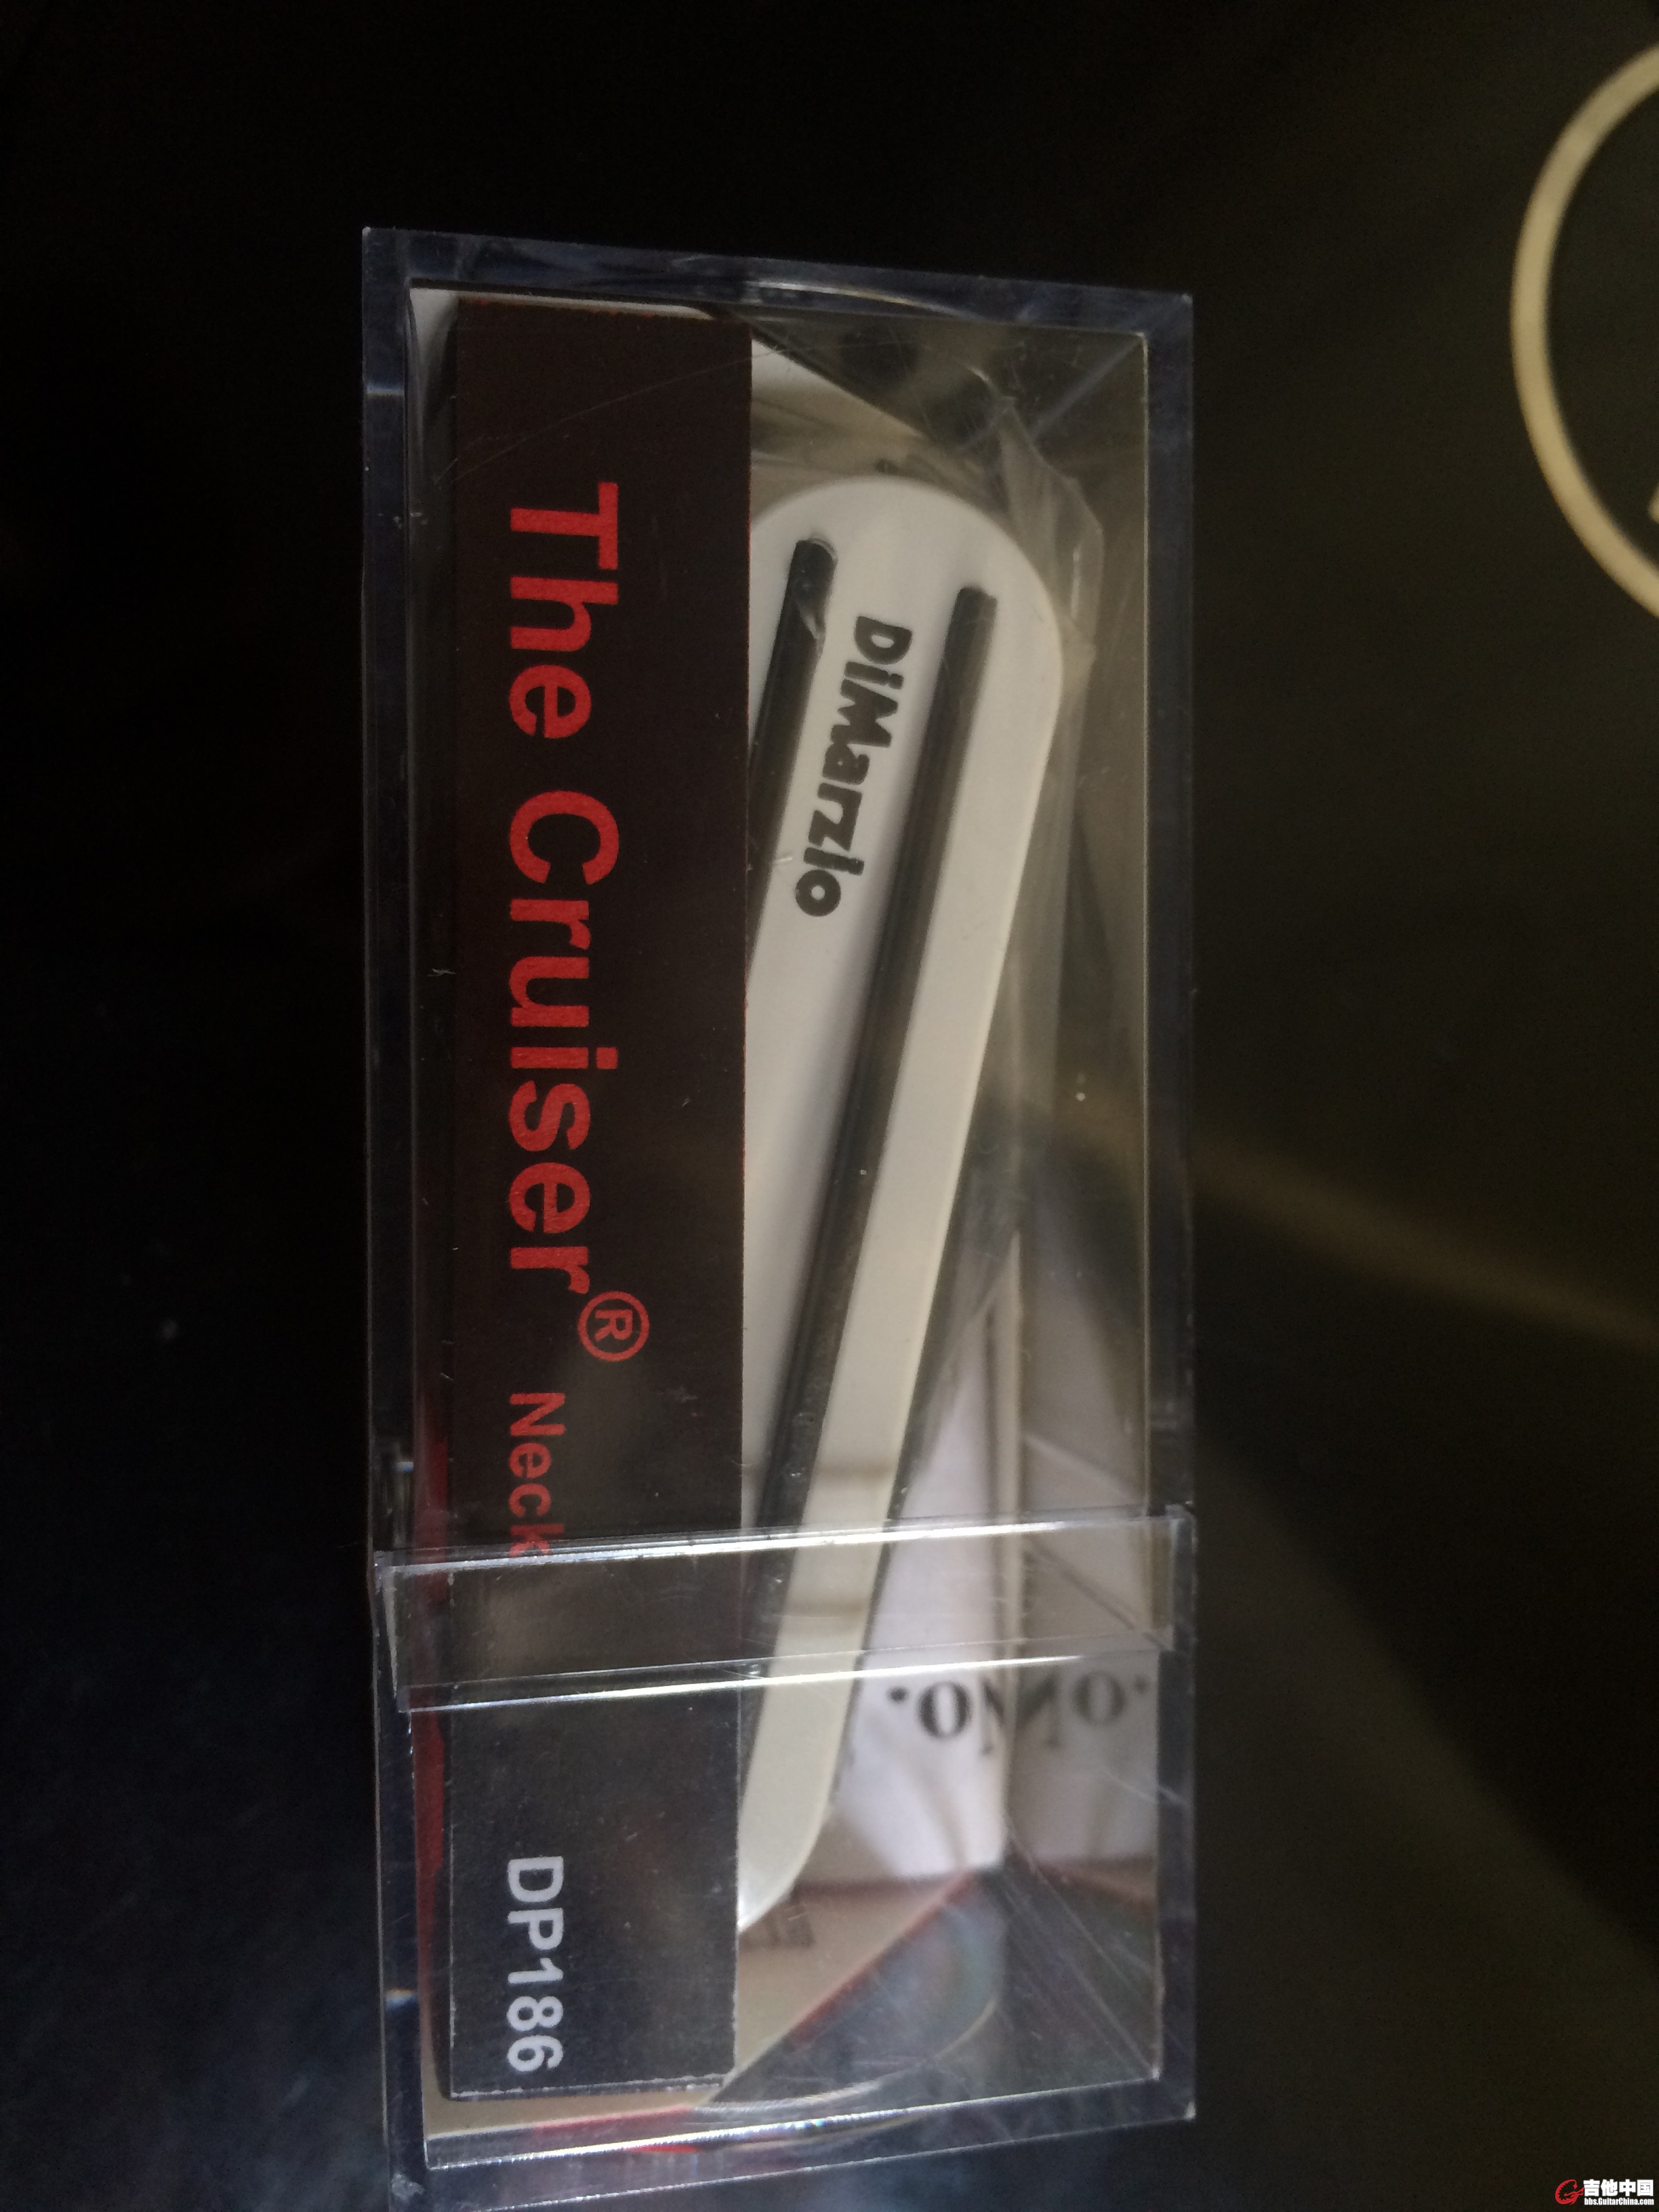 The Cruiser® Neck
DP186
DiMarzio
吉他中国
bbs.GuitarChina.com